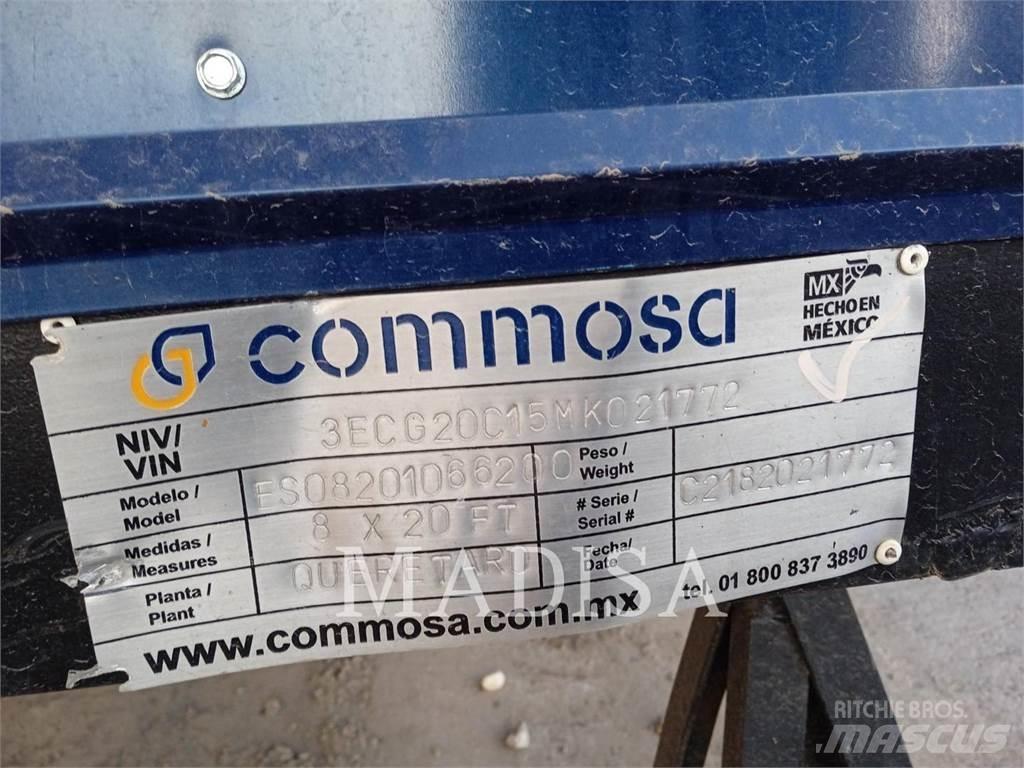 commosa
MX
HECHO EN
MÉXICO
NIV/
VIN
3ECG20C15MK021772
Modelo /
Model
ES08201066200
Peso /
Weight
Medidas /
Measures
8 X 20 FT
# Serie /
Serial #
C2182021772
Planta /
Plant
QUERETARO
Fecha/
Date
www.commosa.com.mx
tel. 01 800 837 3890
MADISA
RITCHIE BROS.
MASCUS